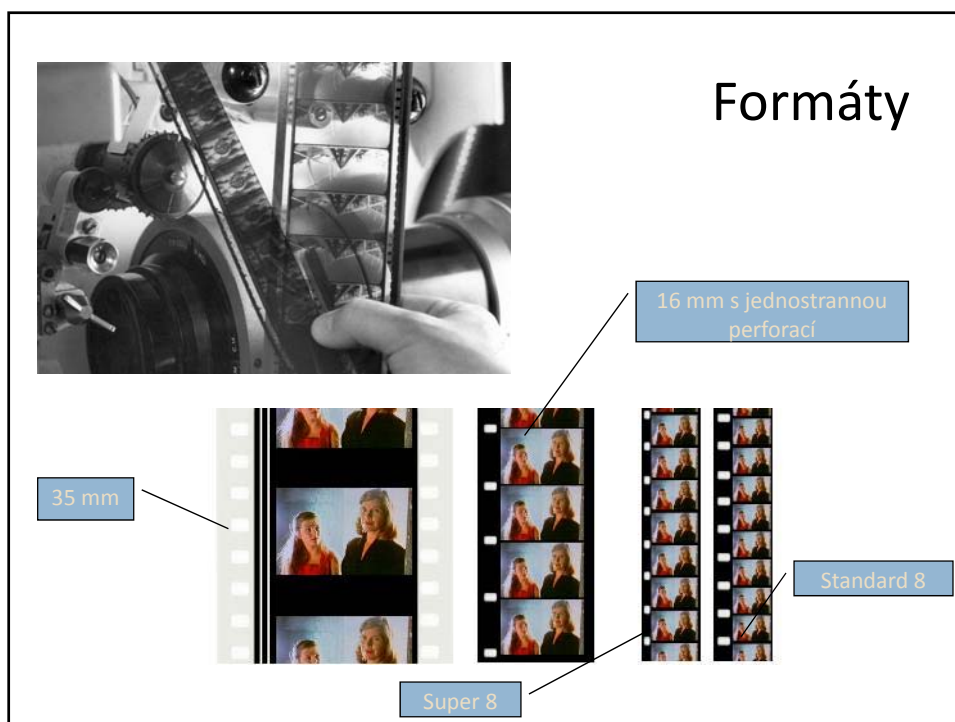 Formáty
16 mm s jednostrannou
perforací
35 mm
Standard 8
Super 8